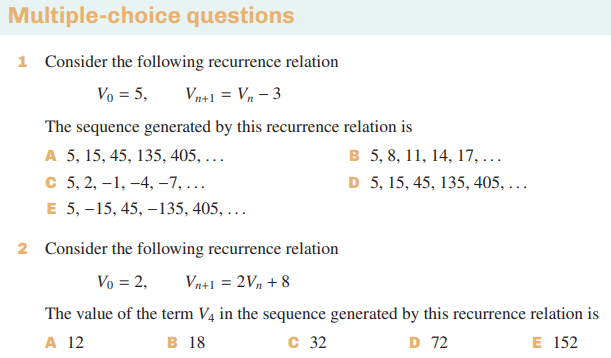 Multiple-choice questions
1 Consider the following recurrence relation
V₀ = 5, Vₙ₊₁ = Vₙ − 3
The sequence generated by this recurrence relation is
A 5, 15, 45, 135, 405, . . . B 5, 8, 11, 14, 17, . . .
C 5, 2, −1, −4, −7, . . . D 5, 15, 45, 135, 405, . . .
E 5, −15, 45, −135, 405, . . .
2 Consider the following recurrence relation
V₀ = 2, Vₙ₊₁ = 2Vₙ + 8
The value of the term V₄ in the sequence generated by this recurrence relation is
A 12 B 18 C 32 D 72 E 152